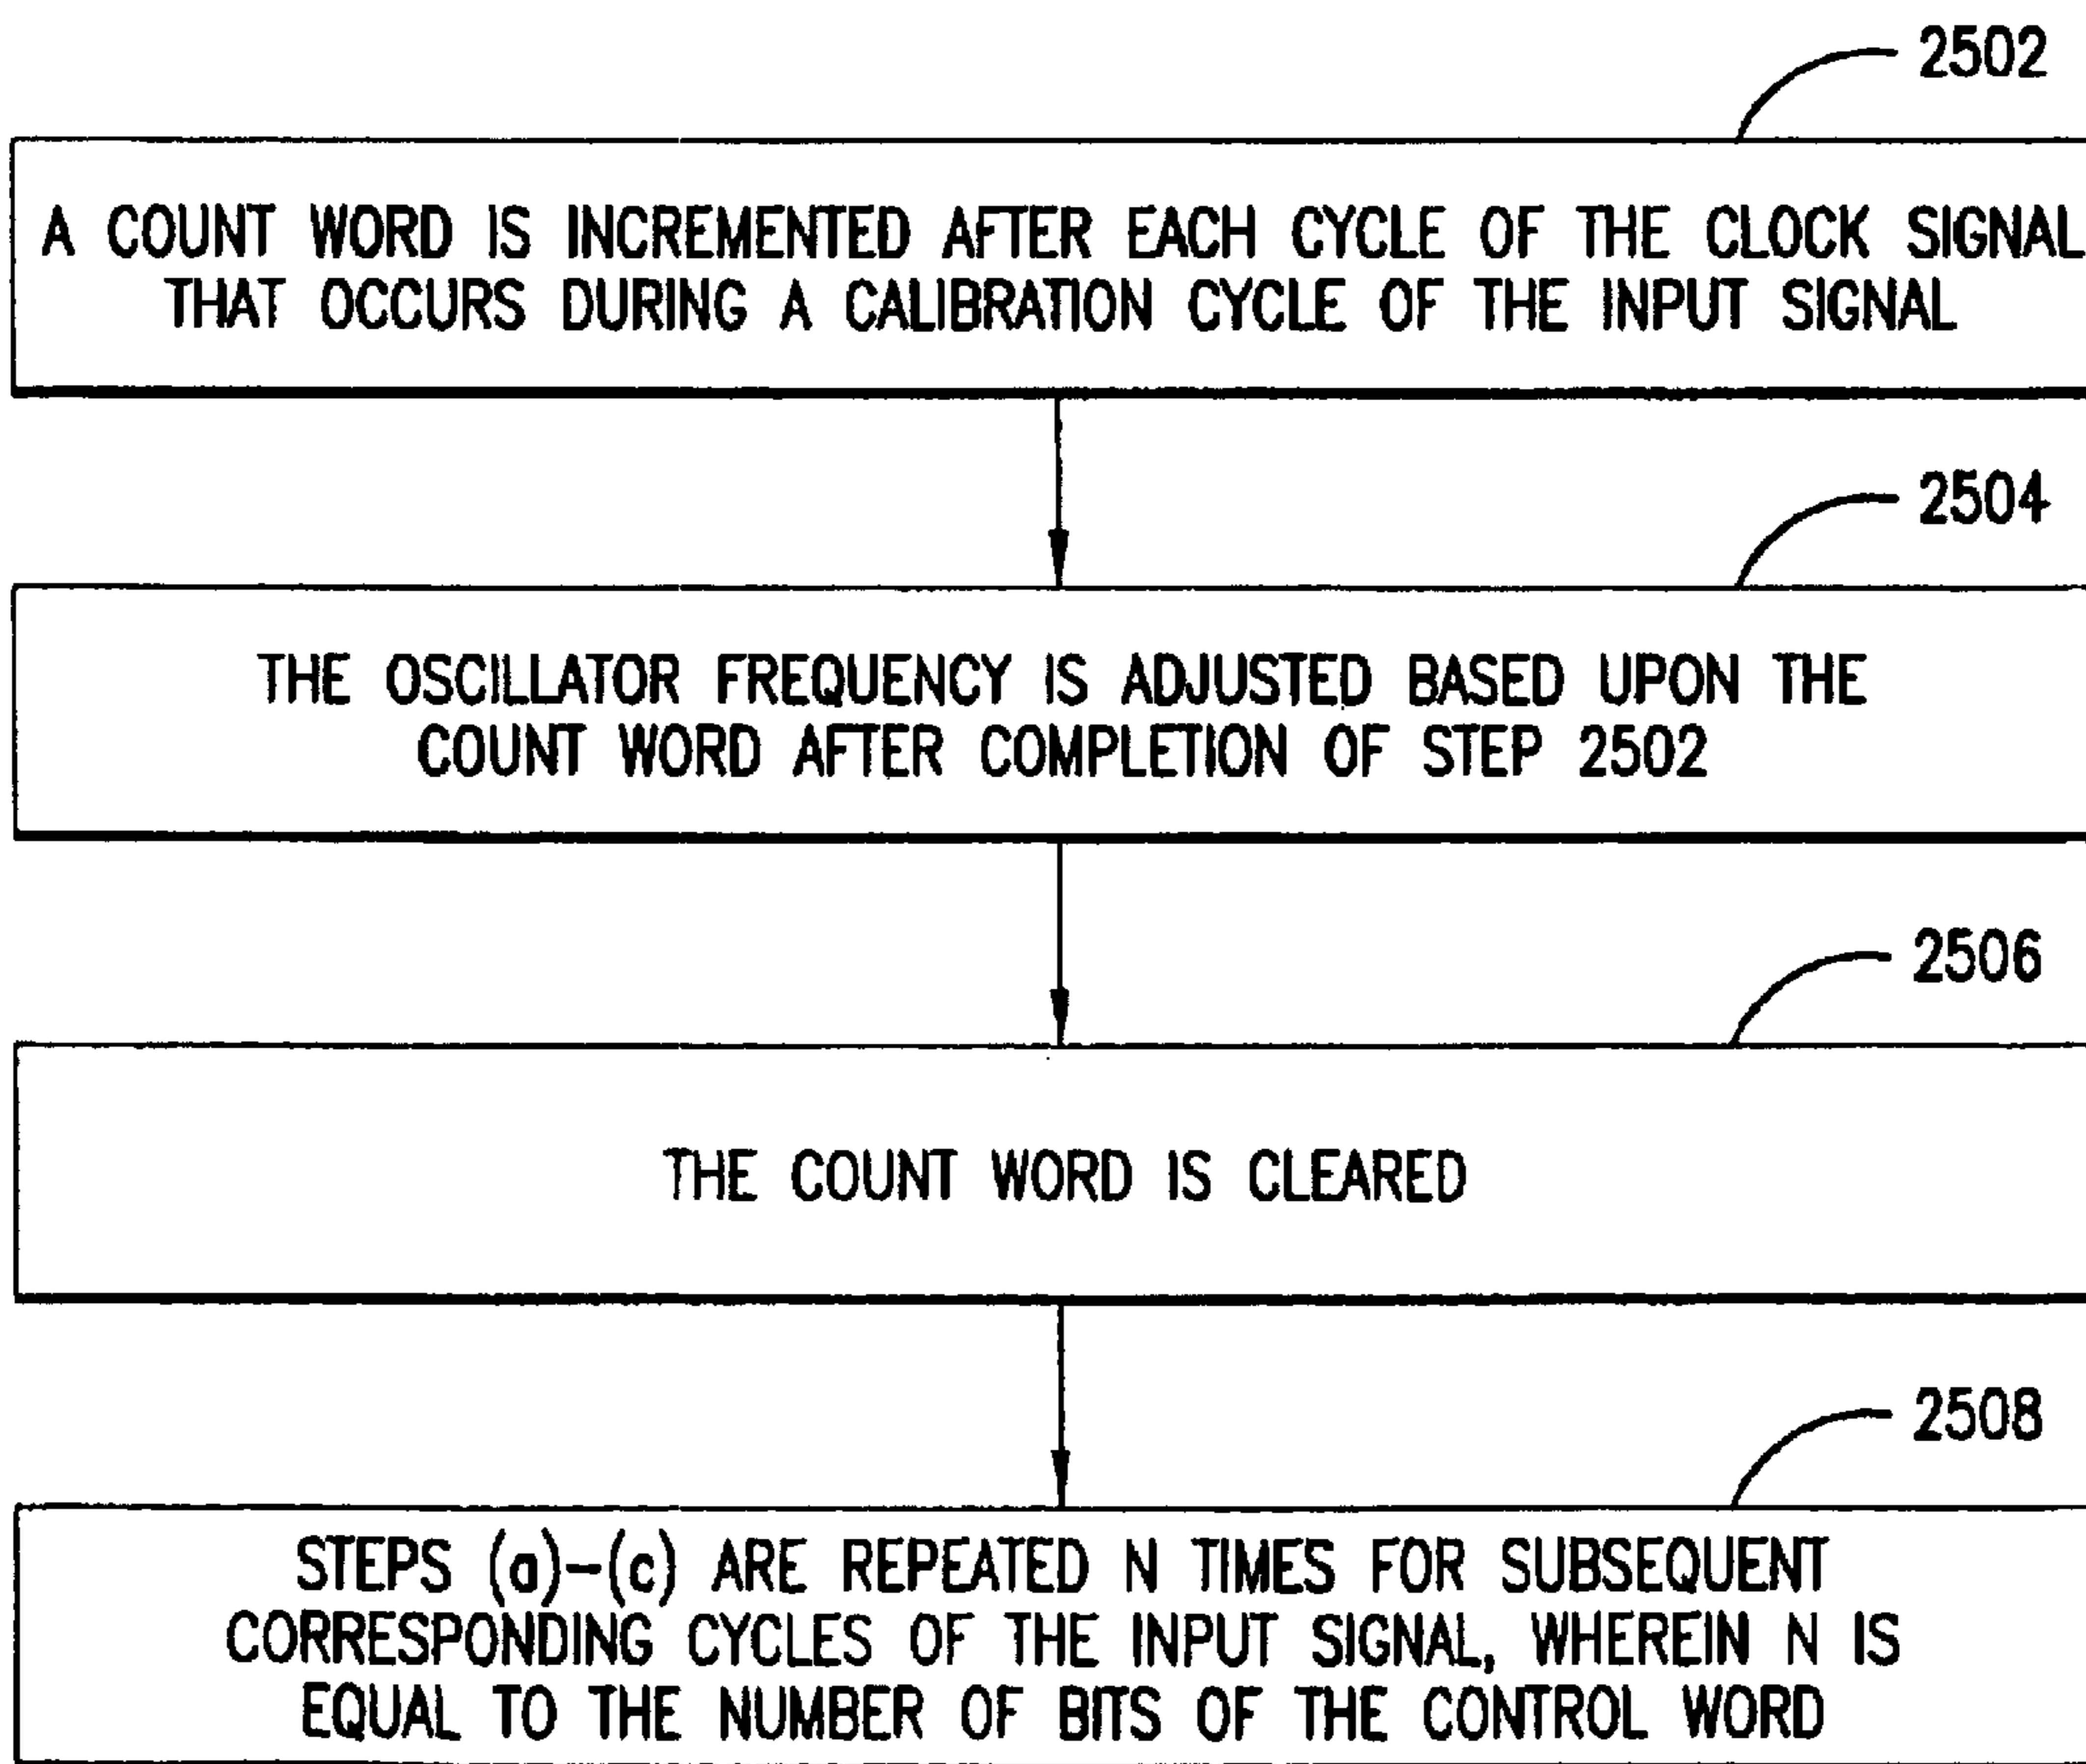 2502
A COUNT WORD IS INCREMENTED AFTER EACH CYCLE OF THE CLOCK SIGNAL
THAT OCCURS DURING A CALIBRATION CYCLE OF THE INPUT SIGNAL
2504
THE OSCILLATOR FREQUENCY IS ADJUSTED BASED UPON THE
COUNT WORD AFTER COMPLETION OF STEP 2502
2506
THE COUNT WORD IS CLEARED
2508
STEPS (a)-(c) ARE REPEATED N TIMES FOR SUBSEQUENT
CORRESPONDING CYCLES OF THE INPUT SIGNAL, WHEREIN N IS
EQUAL TO THE NUMBER OF BITS OF THE CONTROL WORD